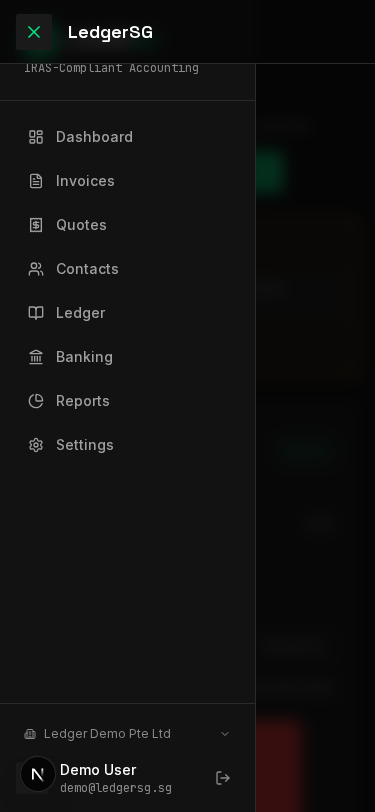 LedgerSG
IRAS-Compliant Accounting
Dashboard
Invoices
Quotes
Contacts
Ledger
Banking
Reports
Settings
Ledger Demo Pte Ltd
N
Demo User
demo@ledgersg.sg